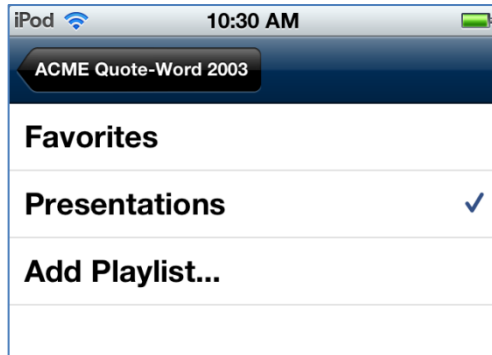 iPod 10:30 AM
ACME Quote-Word 2003
Favorites
Presentations
Add Playlist...